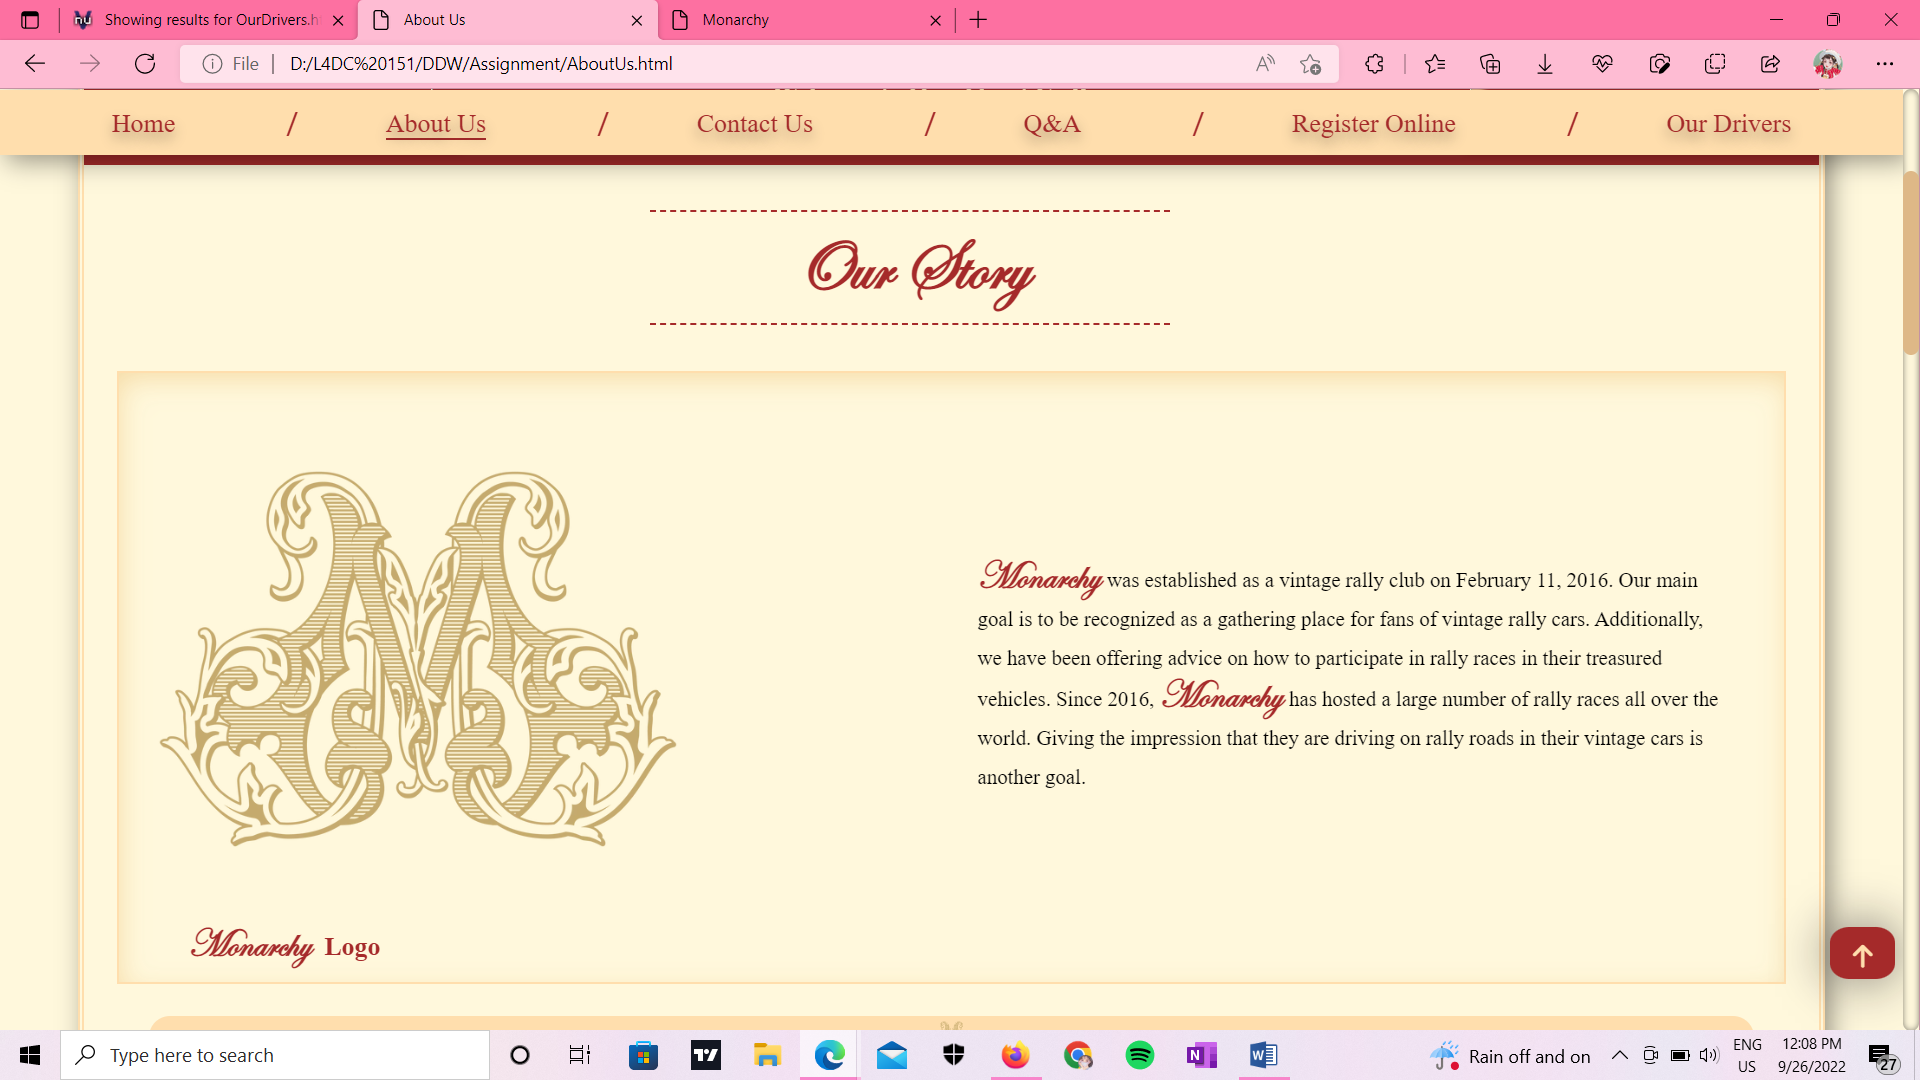 Showing results for OurDrivers.h
About Us
Monarchy
File
D:/L4DC%20151/DDW/Assignment/AboutUs.html
Home / About Us / Contact Us / Q&A / Register Online / Our Drivers
Our Story
Monarchy was established as a vintage rally club on February 11, 2016. Our main
goal is to be recognized as a gathering place for fans of vintage rally cars. Additionally,
we have been offering advice on how to participate in rally races in their treasured
vehicles. Since 2016, Monarchy has hosted a large number of rally races all over the
world. Giving the impression that they are driving on rally roads in their vintage cars is
another goal.
Monarchy Logo
Type here to search
Rain off and on
ENG
US
12:08 PM
9/26/2022
27